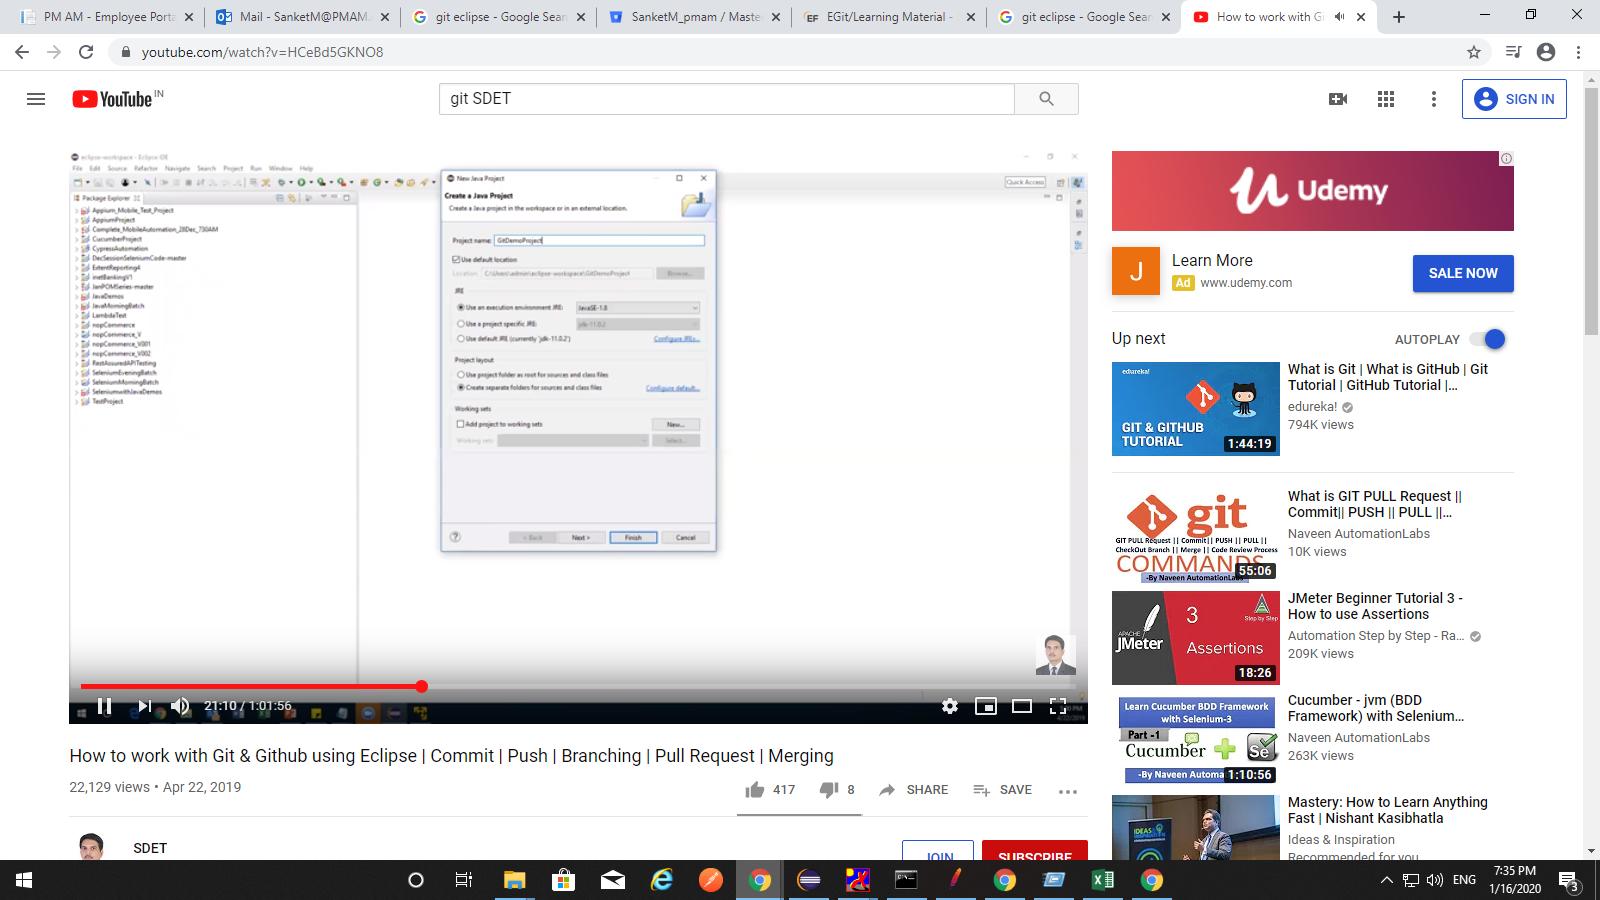 PM AM - Employee Porta
Mail - SanketM@PMAM.
git eclipse - Google Sear
SanketM_pmam / Maste
EGit/Learning Material -
git eclipse - Google Sear
How to work with Gi
youtube.com/watch?v=HCeBd5GKNO8
YouTube IN
git SDET
SIGN IN
eclipse-workspace - Eclipse IDE
File Edit Source Refactor Navigate Search Project Run Window Help
Quick Access
Package Explorer
Appium_Mobile_Test_Project
AppiumProject
Complete_MobileAutomation_28Dec_730AM
CucumberProject
CypressAutomation
DecSessionSeleniumCode-master
ExtentReporting4
inetBankingV1
JanPOMSeries-master
JavaDemos
JavaMorningBatch
LambdaTest
nopCommerce
nopCommerce_V
nopCommerce_V001
nopCommerce_V002
RestAssuredAPITesting
SeleniumEveningBatch
SeleniumMorningBatch
SeleniumwithJavaDemos
TestProject
New Java Project
Create a Java Project
Create a Java project in the workspace or in an external location.
Project name: GitDemoProject
Use default location
Location: C:\Users\admin\eclipse-workspace\GitDemoProject Browse...
JRE
Use an execution environment JRE: JavaSE-1.8
Use a project specific JRE: jdk-11.0.2
Use default JRE (currently 'jdk-11.0.2') Configure JREs...
Project layout
Use project folder as root for sources and class files
Create separate folders for sources and class files Configure default...
Working sets
Add project to working sets New...
Working sets: Select...
< Back Next > Finish Cancel
21:10 / 1:01:56
How to work with Git & Github using Eclipse | Commit | Push | Branching | Pull Request | Merging
22,129 views • Apr 22, 2019
417 8 SHARE SAVE
SDET
JOIN SUBSCRIBE
Udemy
J
Learn More
Ad www.udemy.com
SALE NOW
Up next AUTOPLAY
edureka!
GIT & GITHUB
TUTORIAL
1:44:19
What is Git | What is GitHub | Git
Tutorial | GitHub Tutorial |...
edureka!
794K views
git
GIT PULL Request || Commit|| PUSH || PULL ||
CheckOut Branch || Merge || Code Review Process
COMMANDS
-By Naveen AutomationLabs
55:06
What is GIT PULL Request ||
Commit|| PUSH || PULL ||...
Naveen AutomationLabs
10K views
APACHE
JMeter
3
Step by Step
Assertions
18:26
JMeter Beginner Tutorial 3 -
How to use Assertions
Automation Step by Step - Ra...
209K views
Learn Cucumber BDD Framework
with Selenium-3
Part -1
Cucumber Se
-By Naveen Automa
1:10:56
Cucumber - jvm (BDD
Framework) with Selenium...
Naveen AutomationLabs
263K views
IDEAS
INSPIRATION
Mastery: How to Learn Anything
Fast | Nishant Kasibhatla
Ideas & Inspiration
Recommended for you
ENG
7:35 PM
1/16/2020
3